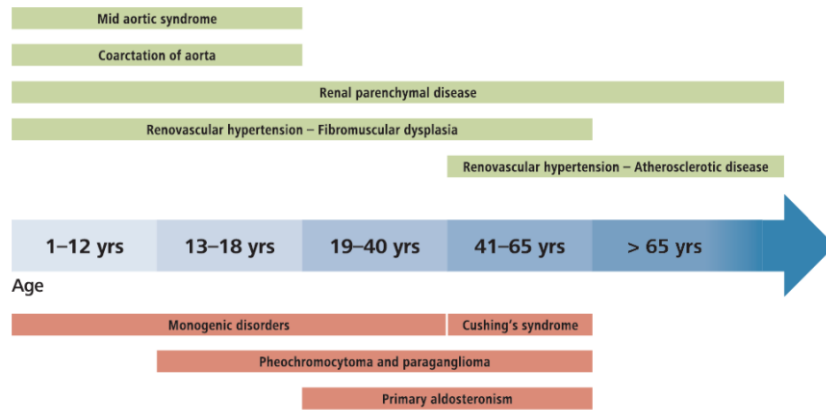 Mid aortic syndrome
Coarctation of aorta
Renal parenchymal disease
Renovascular hypertension – Fibromuscular dysplasia
Renovascular hypertension – Atherosclerotic disease
1–12 yrs 13–18 yrs 19–40 yrs 41–65 yrs > 65 yrs
Age
Monogenic disorders Cushing's syndrome
Pheochromocytoma and paraganglioma
Primary aldosteronism